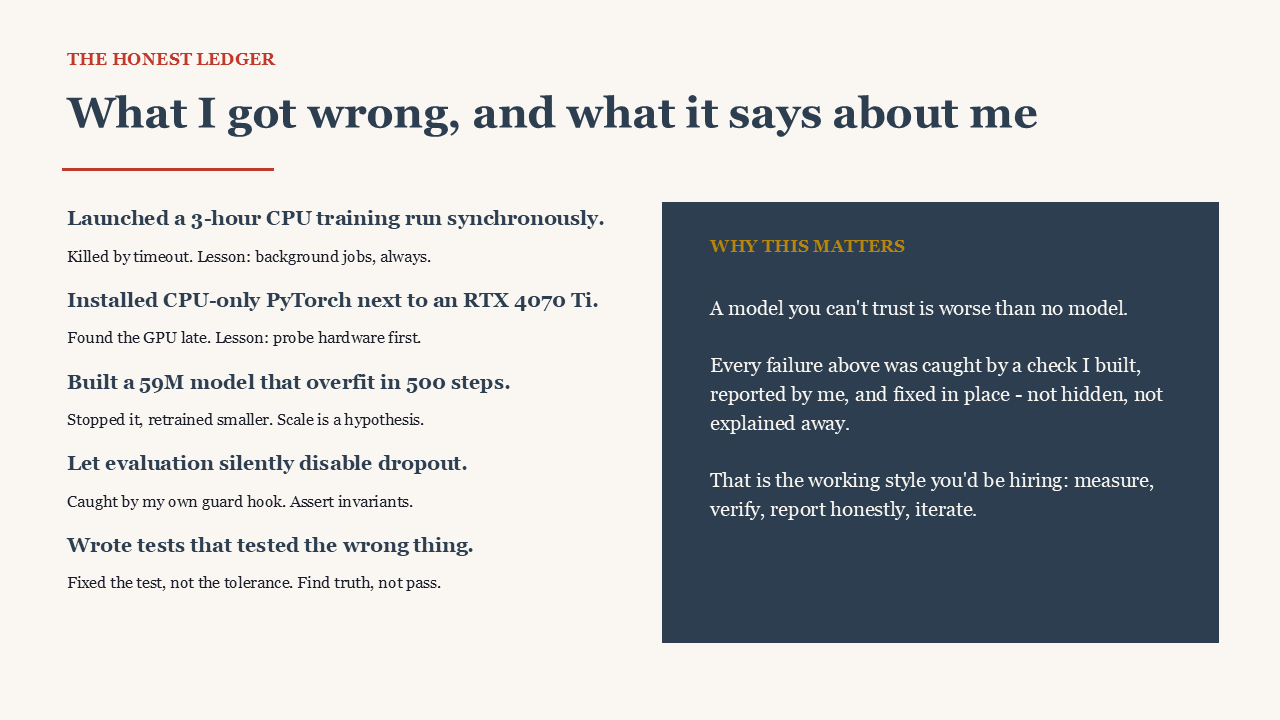 THE HONEST LEDGER
What I got wrong, and what it says about me
Launched a 3-hour CPU training run synchronously.
Killed by timeout. Lesson: background jobs, always.
Installed CPU-only PyTorch next to an RTX 4070 Ti.
Found the GPU late. Lesson: probe hardware first.
Built a 59M model that overfit in 500 steps.
Stopped it, retrained smaller. Scale is a hypothesis.
Let evaluation silently disable dropout.
Caught by my own guard hook. Assert invariants.
Wrote tests that tested the wrong thing.
Fixed the test, not the tolerance. Find truth, not pass.
WHY THIS MATTERS
A model you can't trust is worse than no model.
Every failure above was caught by a check I built,
reported by me, and fixed in place - not hidden, not
explained away.
That is the working style you'd be hiring: measure,
verify, report honestly, iterate.